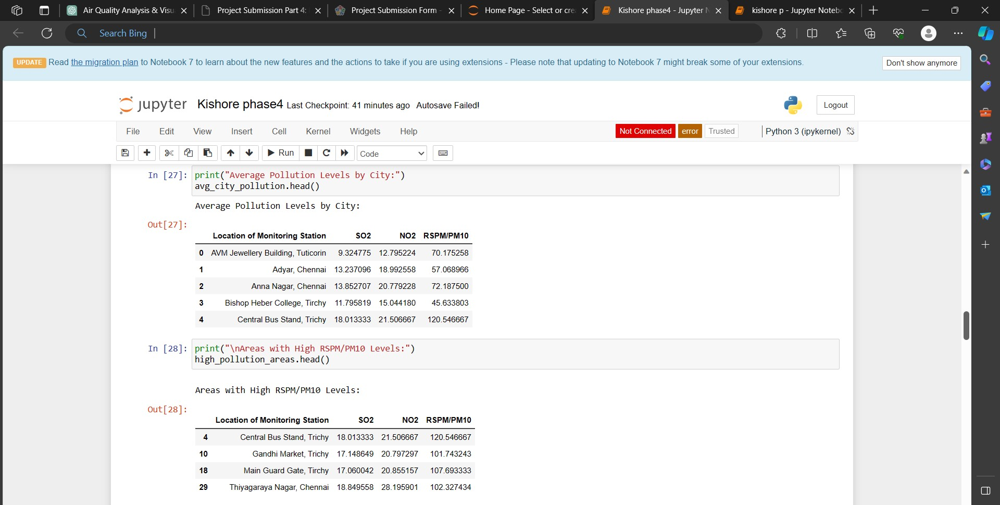 Air Quality Analysis & Visu
Project Submission Part 4:
Project Submission Form -
Home Page - Select or cre
Kishore phase4 - Jupyter N
kishore p - Jupyter Notebo
Search Bing
UPDATE Read the migration plan to Notebook 7 to learn about the new features and the actions to take if you are using extensions - Please note that updating to Notebook 7 might break some of your extensions.
Don't show anymore
jupyter Kishore phase4 Last Checkpoint: 41 minutes ago Autosave Failed!
Logout
File Edit View Insert Cell Kernel Widgets Help
Not Connected error Trusted Python 3 (ipykernel)
Run Code
In [27]: print("Average Pollution Levels by City:")
avg_city_pollution.head()
Average Pollution Levels by City:
Out[27]:
Location of Monitoring Station SO2 NO2 RSPM/PM10
0 AVM Jewellery Building, Tuticorin 9.324775 12.795224 70.175258
1 Adyar, Chennai 13.237096 18.992558 57.068966
2 Anna Nagar, Chennai 13.852707 20.779228 72.187500
3 Bishop Heber College, Tirchy 11.795819 15.044180 45.633803
4 Central Bus Stand, Trichy 18.013333 21.506667 120.546667
In [28]: print("\nAreas with High RSPM/PM10 Levels:")
high_pollution_areas.head()
Areas with High RSPM/PM10 Levels:
Out[28]:
Location of Monitoring Station SO2 NO2 RSPM/PM10
4 Central Bus Stand, Trichy 18.013333 21.506667 120.546667
10 Gandhi Market, Trichy 17.148649 20.797297 101.743243
18 Main Guard Gate, Tirchy 17.060042 20.855157 107.693333
29 Thiyagaraya Nagar, Chennai 18.849558 28.195901 102.327434